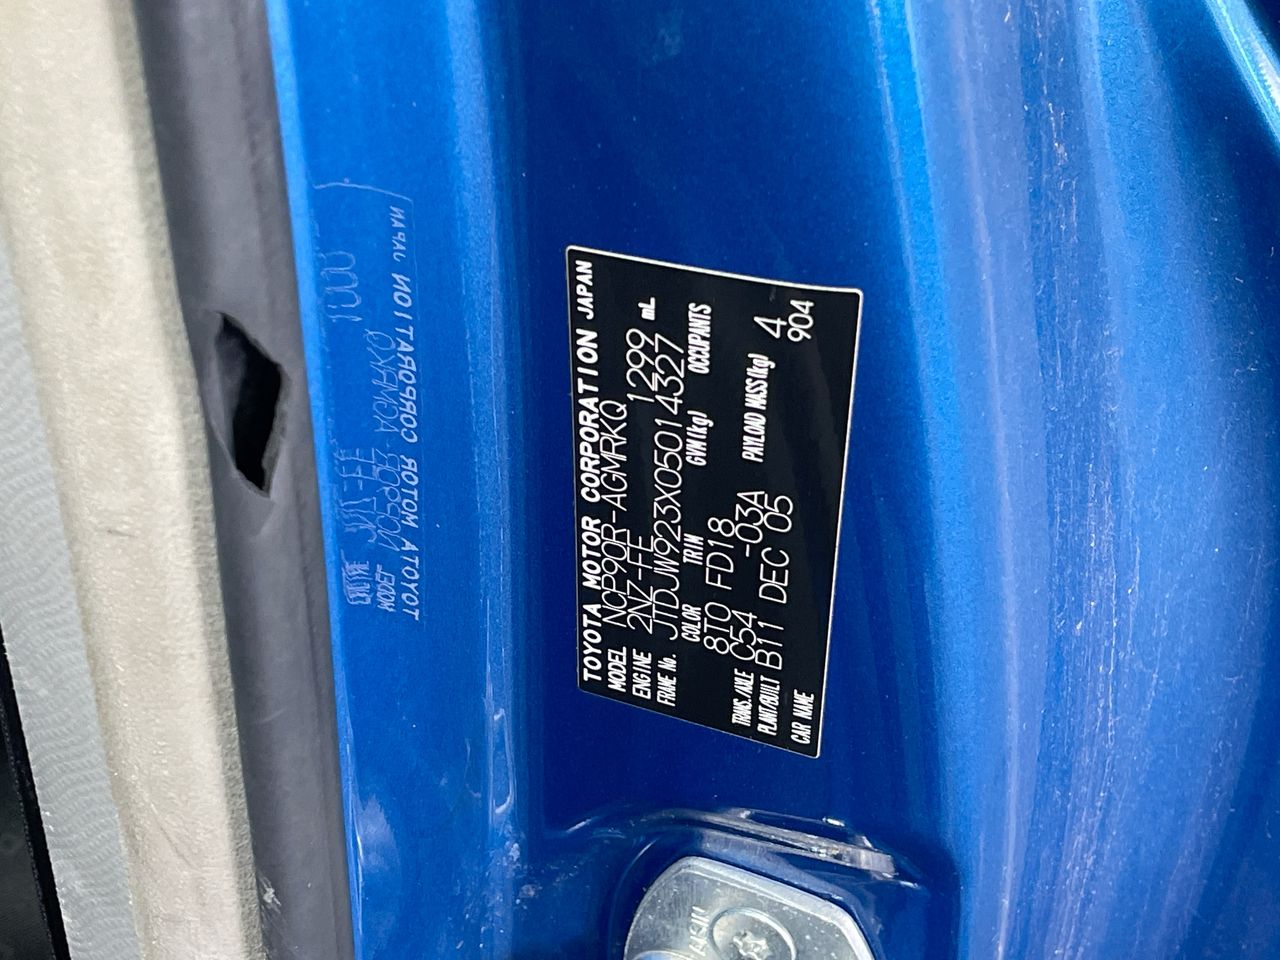 TOYOTA MOTOR CORPORATION JAPAN
MODEL NCP90R-AGMRKQ
ENGINE 2NZ-FE 1299 mL
FRAME No. JTDJW923X05014327
COLOR TRIM GVM(kg) OCCUPANTS
8T0 FD18 4
TRANS./AXLE C54 -03A PAYLOAD MASS(kg)
PLANT/BUILT B11 DEC 05 904
CAR NAME